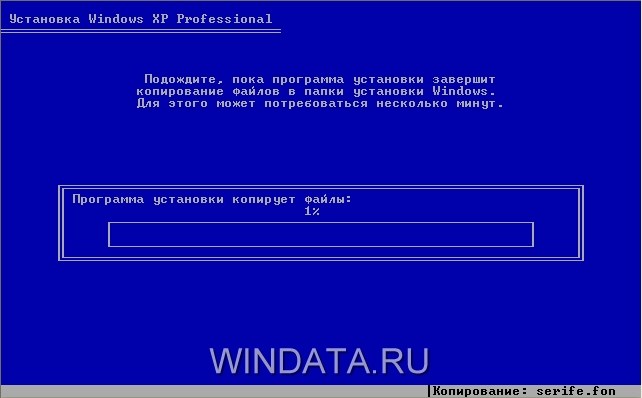 Установка Windows XP Professional
Подождите, пока программа установки завершит
копирование файлов в папки установки Windows.
Для этого может потребоваться несколько минут.
Программа установки копирует файлы:
1%
WINDATA.RU
Копирование: serife.fon